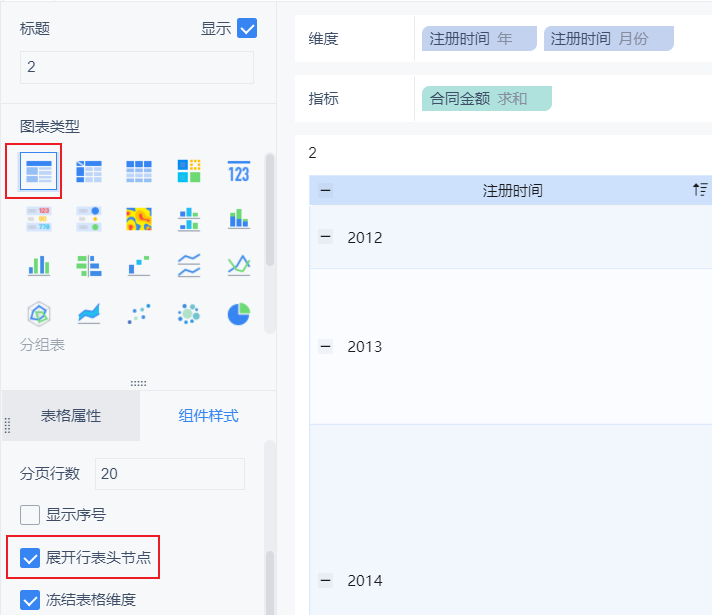 标题
显示
2
图表类型
123
分组表
表格属性
组件样式
分页行数
20
显示序号
展开行表头节点
冻结表格维度
维度
注册时间 年
注册时间 月份
指标
合同金额 求和
2
注册时间
2012
2013
2014